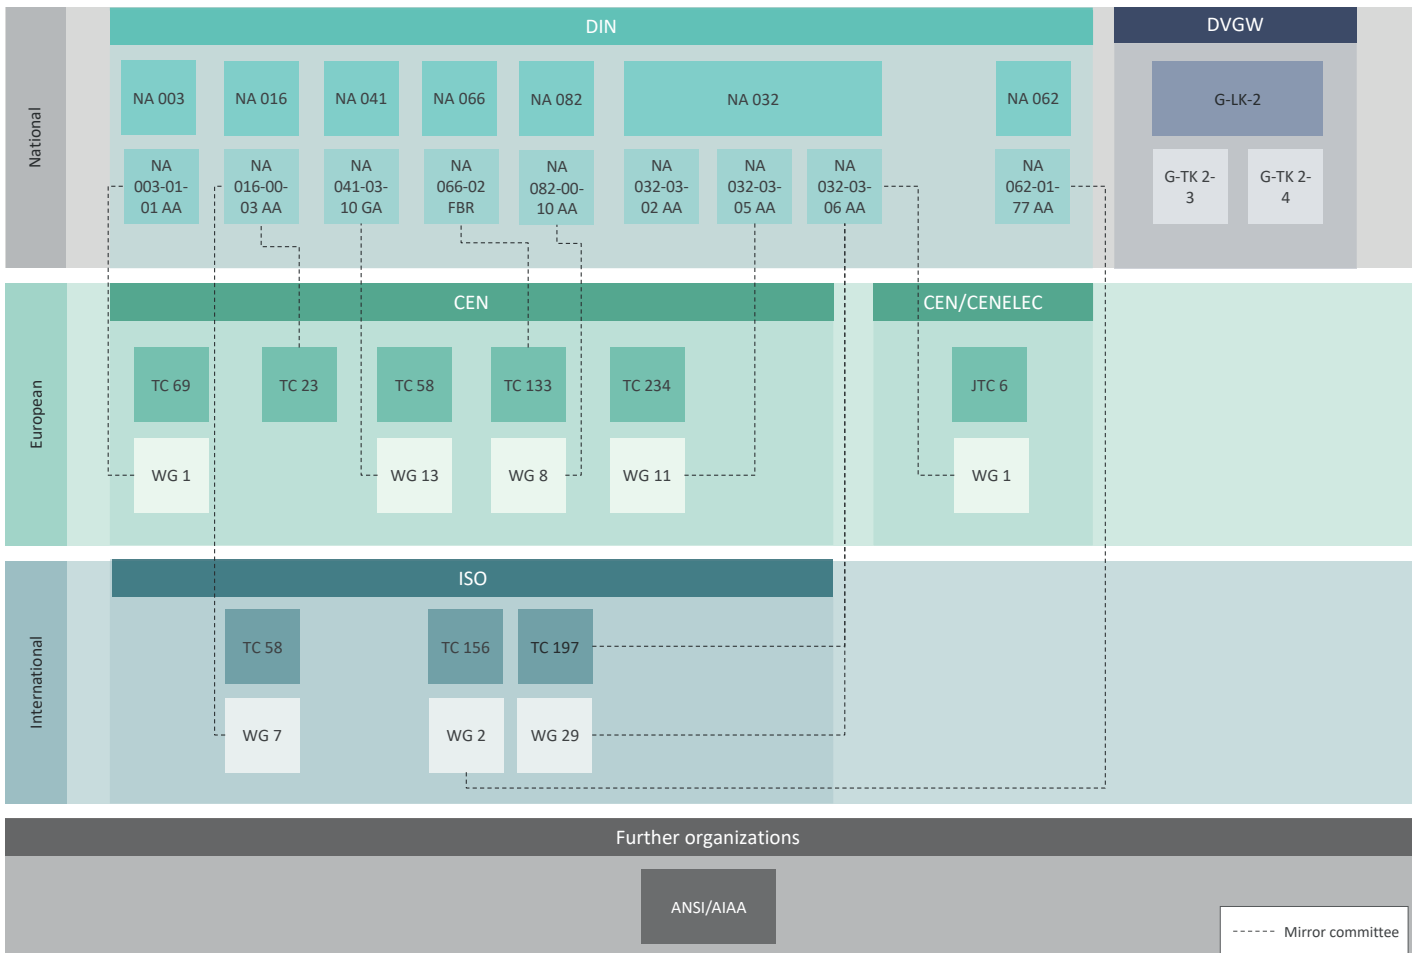 National
DIN
DVGW
NA 003
NA 016
NA 041
NA 066
NA 082
NA 032
NA 062
G-LK-2
NA
003-01-
01 AA
NA
016-00-
03 AA
NA
041-03-
10 GA
NA
066-02
FBR
NA
082-00-
10 AA
NA
032-03-
02 AA
NA
032-03-
05 AA
NA
032-03-
06 AA
NA
062-01-
77 AA
G-TK 2-
3
G-TK 2-
4
European
CEN
CEN/CENELEC
TC 69
TC 23
TC 58
TC 133
TC 234
JTC 6
WG 1
WG 13
WG 8
WG 11
WG 1
International
ISO
TC 58
TC 156
TC 197
WG 7
WG 2
WG 29
Further organizations
ANSI/AIAA
Mirror committee